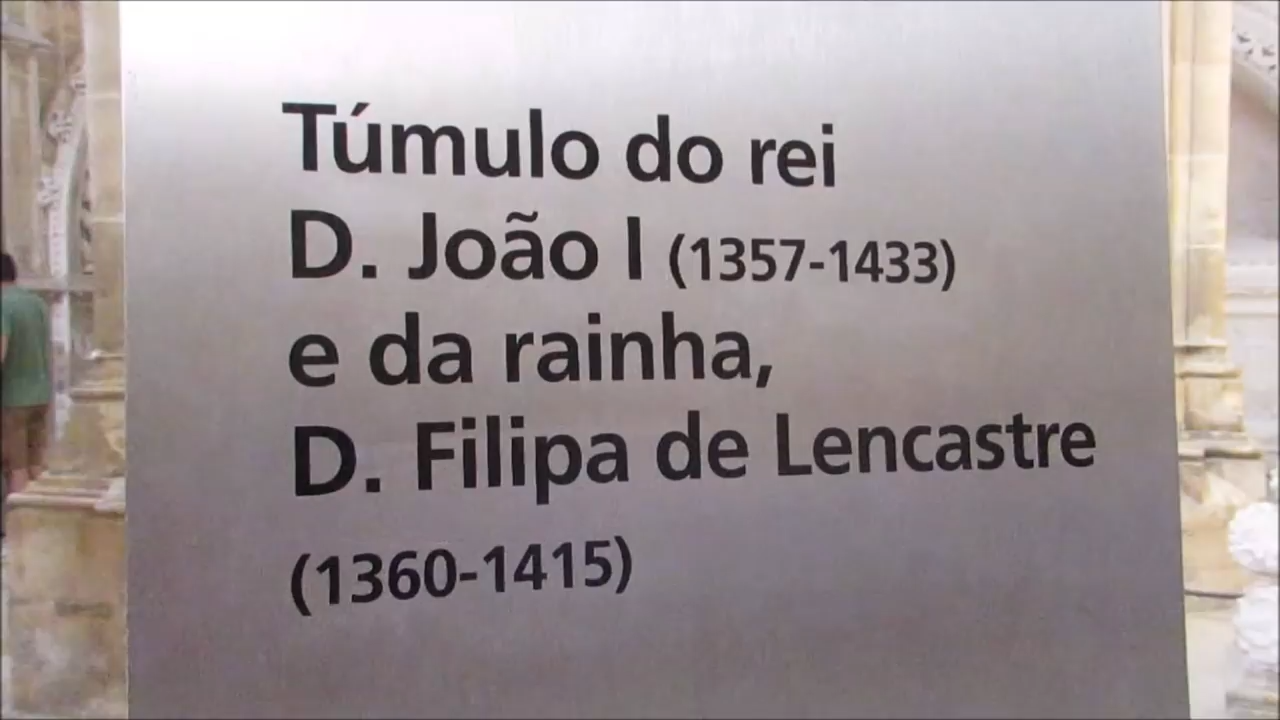 Túmulo do rei
D. João I (1357-1433)
e da rainha,
D. Filipa de Lencastre
(1360-1415)